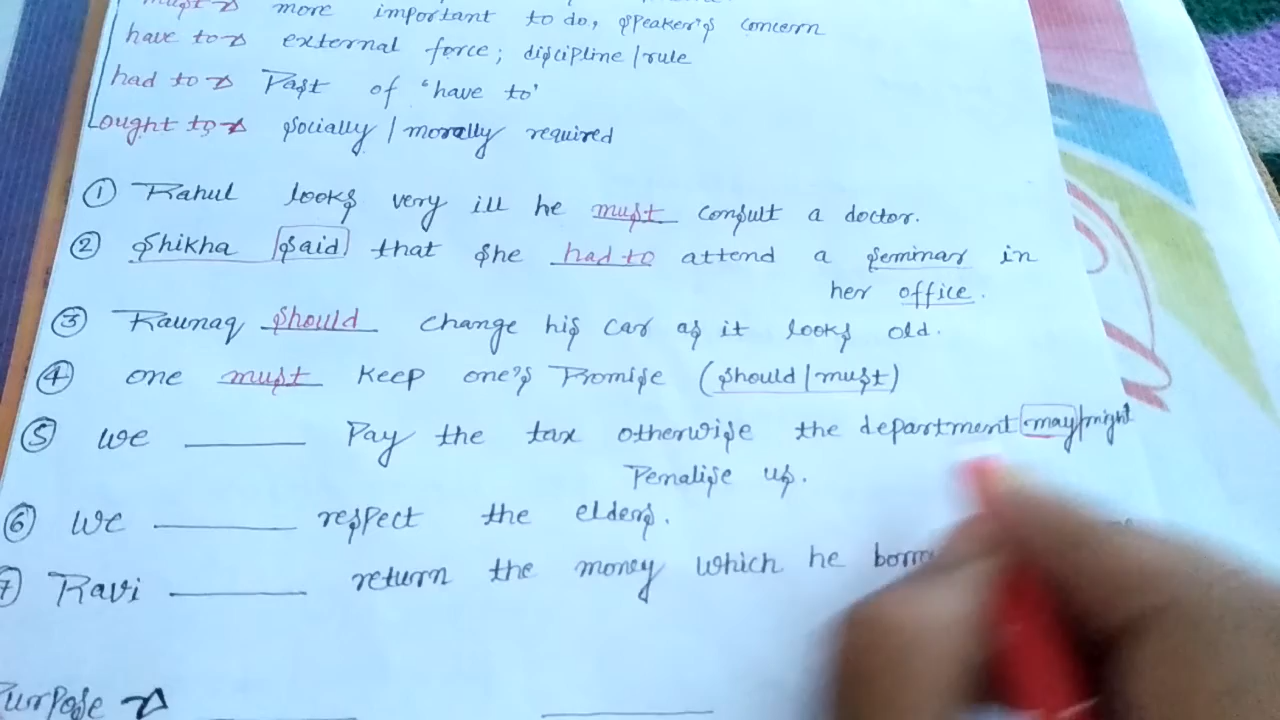 must → more important to do, speaker's concern
have to → external force; discipline/rule
had to → Past of 'have to'
ought to → socially/morally required
① Rahul looks very ill he must consult a doctor.
② Shikha said that she had to attend a seminar in
her office.
③ Raunaq should change his car as it looks old.
④ one must keep one's Promise (should/must)
⑤ we ______ Pay the tax otherwise the department may/might
Penalise us.
⑥ We ______ respect the elders.
⑦ Ravi ______ return the money which he
Purpose →